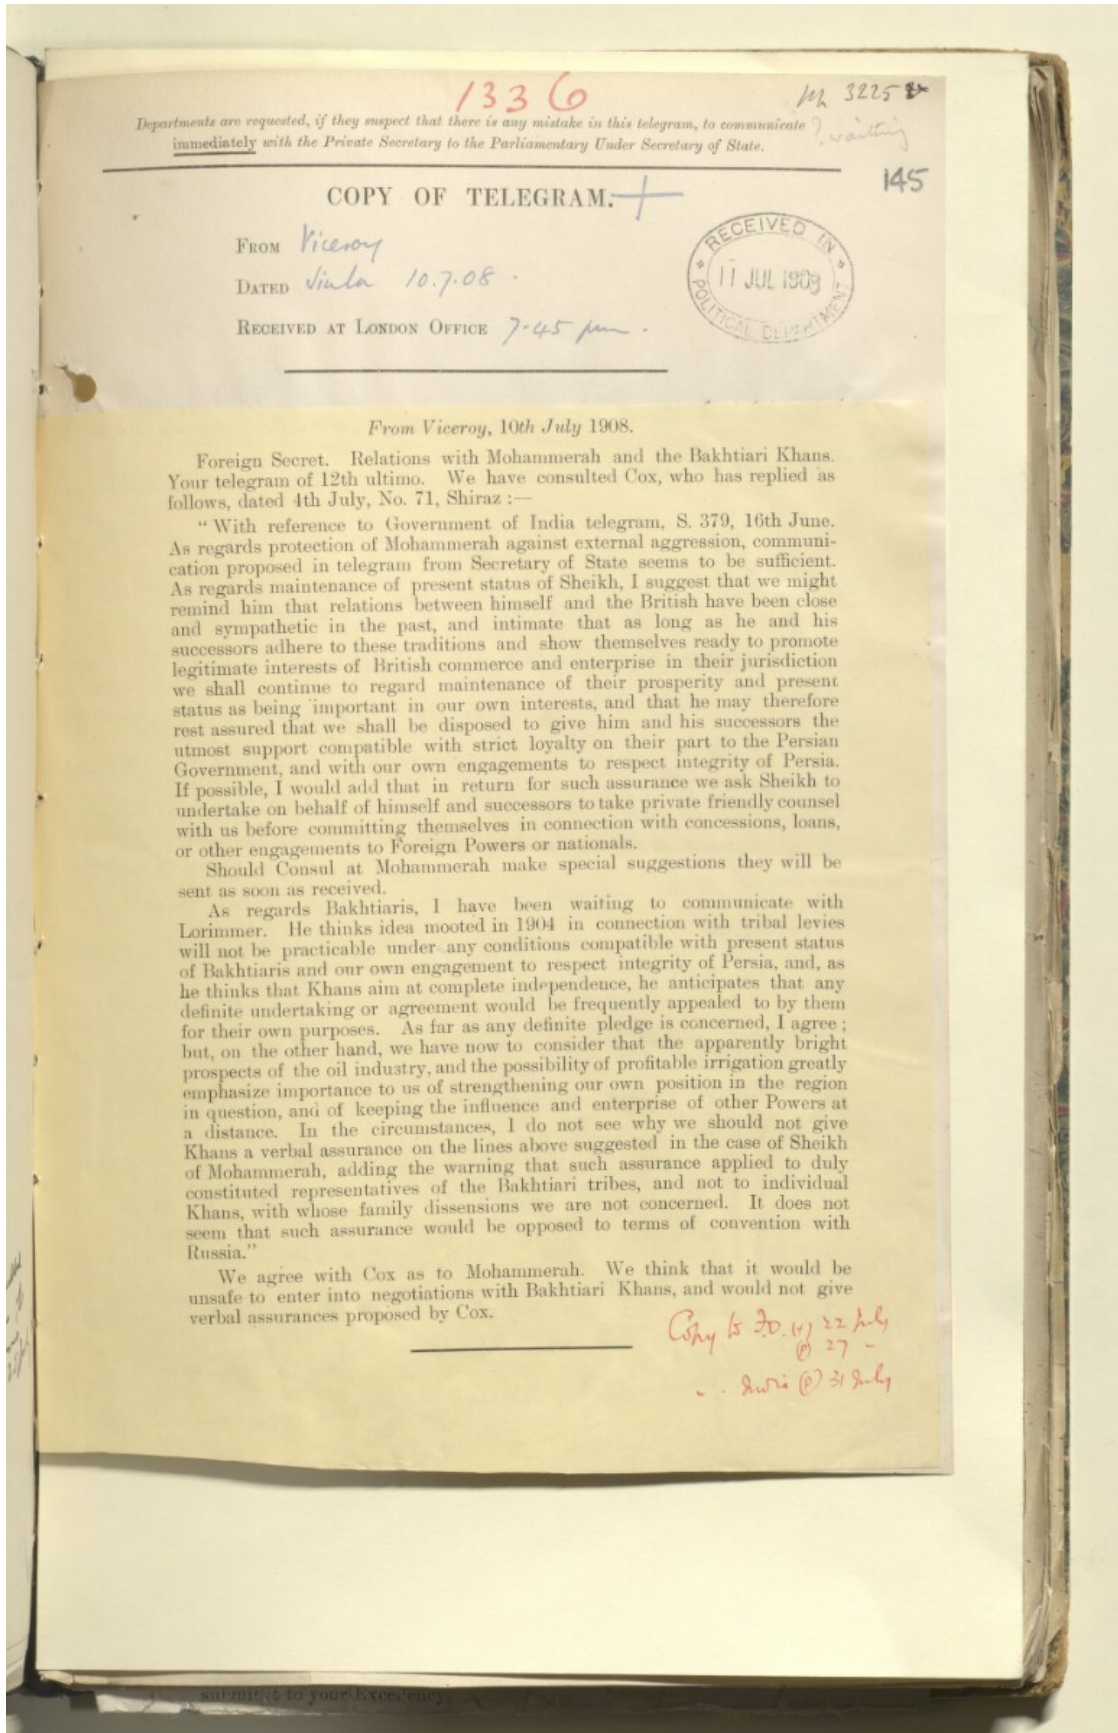 1336
3225
Departments are requested, if they suspect that there is any mistake in this telegram, to communicate
? waiting
immediately with the Private Secretary to the Parliamentary Under Secretary of State.
145
COPY OF TELEGRAM.
FROM Viceroy
DATED Simla 10.7.08
RECEIVED AT LONDON OFFICE 7.45 pm.
RECEIVED IN
11 JUL 1908
POLITICAL DEPARTMENT
From Viceroy, 10th July 1908.
Foreign Secret. Relations with Mohammerah and the Bakhtiari Khans.
Your telegram of 12th ultimo. We have consulted Cox, who has replied as
follows, dated 4th July, No. 71, Shiraz :—
" With reference to Government of India telegram, S. 379, 16th June.
As regards protection of Mohammerah against external aggression, communi-
cation proposed in telegram from Secretary of State seems to be sufficient.
As regards maintenance of present status of Sheikh, I suggest that we might
remind him that relations between himself and the British have been close
and sympathetic in the past, and intimate that as long as he and his
successors adhere to these traditions and show themselves ready to promote
legitimate interests of British commerce and enterprise in their jurisdiction
we shall continue to regard maintenance of their prosperity and present
status as being important in our own interests, and that he may therefore
rest assured that we shall be disposed to give him and his successors the
utmost support compatible with strict loyalty on their part to the Persian
Government, and with our own engagements to respect integrity of Persia.
If possible, I would add that in return for such assurance we ask Sheikh to
undertake on behalf of himself and successors to take private friendly counsel
with us before committing themselves in connection with concessions, loans,
or other engagements to Foreign Powers or nationals.
Should Consul at Mohammerah make special suggestions they will be
sent as soon as received.
As regards Bakhtiaris, I have been waiting to communicate with
Lorimmer. He thinks idea mooted in 1904 in connection with tribal levies
will not be practicable under any conditions compatible with present status
of Bakhtiaris and our own engagement to respect integrity of Persia, and, as
he thinks that Khans aim at complete independence, he anticipates that any
definite undertaking or agreement would be frequently appealed to by them
for their own purposes. As far as any definite pledge is concerned, I agree ;
but, on the other hand, we have now to consider that the apparently bright
prospects of the oil industry, and the possibility of profitable irrigation greatly
emphasize importance to us of strengthening our own position in the region
in question, and of keeping the influence and enterprise of other Powers at
a distance. In the circumstances, I do not see why we should not give
Khans a verbal assurance on the lines above suggested in the case of Sheikh
of Mohammerah, adding the warning that such assurance applied to duly
constituted representatives of the Bakhtiari tribes, and not to individual
Khans, with whose family dissensions we are not concerned. It does not
seem that such assurance would be opposed to terms of convention with
Russia."
We agree with Cox as to Mohammerah. We think that it would be
unsafe to enter into negotiations with Bakhtiari Khans, and would not give
verbal assurances proposed by Cox.
Copy to F.O. 22 July
(P) 27 -
India (P) 31 July
submitted to your Excellency.